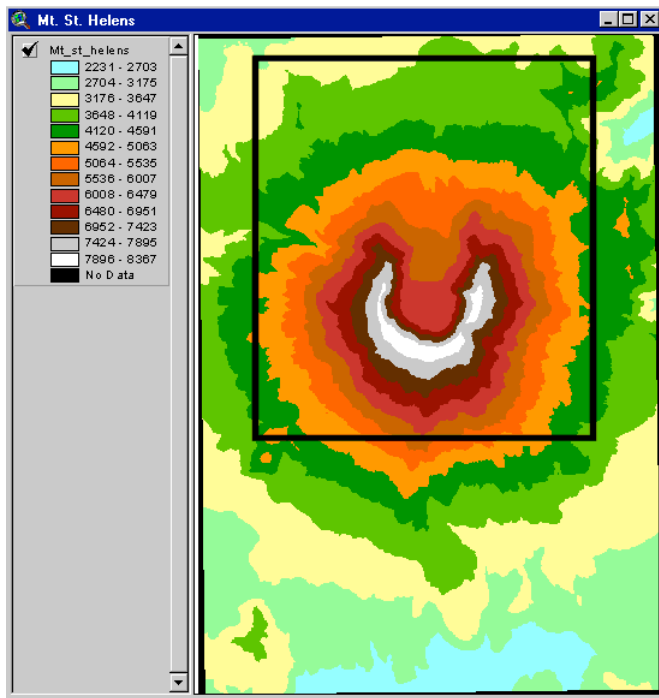 Mt. St. Helens
Mt_st_helens
2231 - 2703
2704 - 3175
3176 - 3647
3648 - 4119
4120 - 4591
4592 - 5063
5064 - 5535
5536 - 6007
6008 - 6479
6480 - 6951
6952 - 7423
7424 - 7895
7896 - 8367
No Data